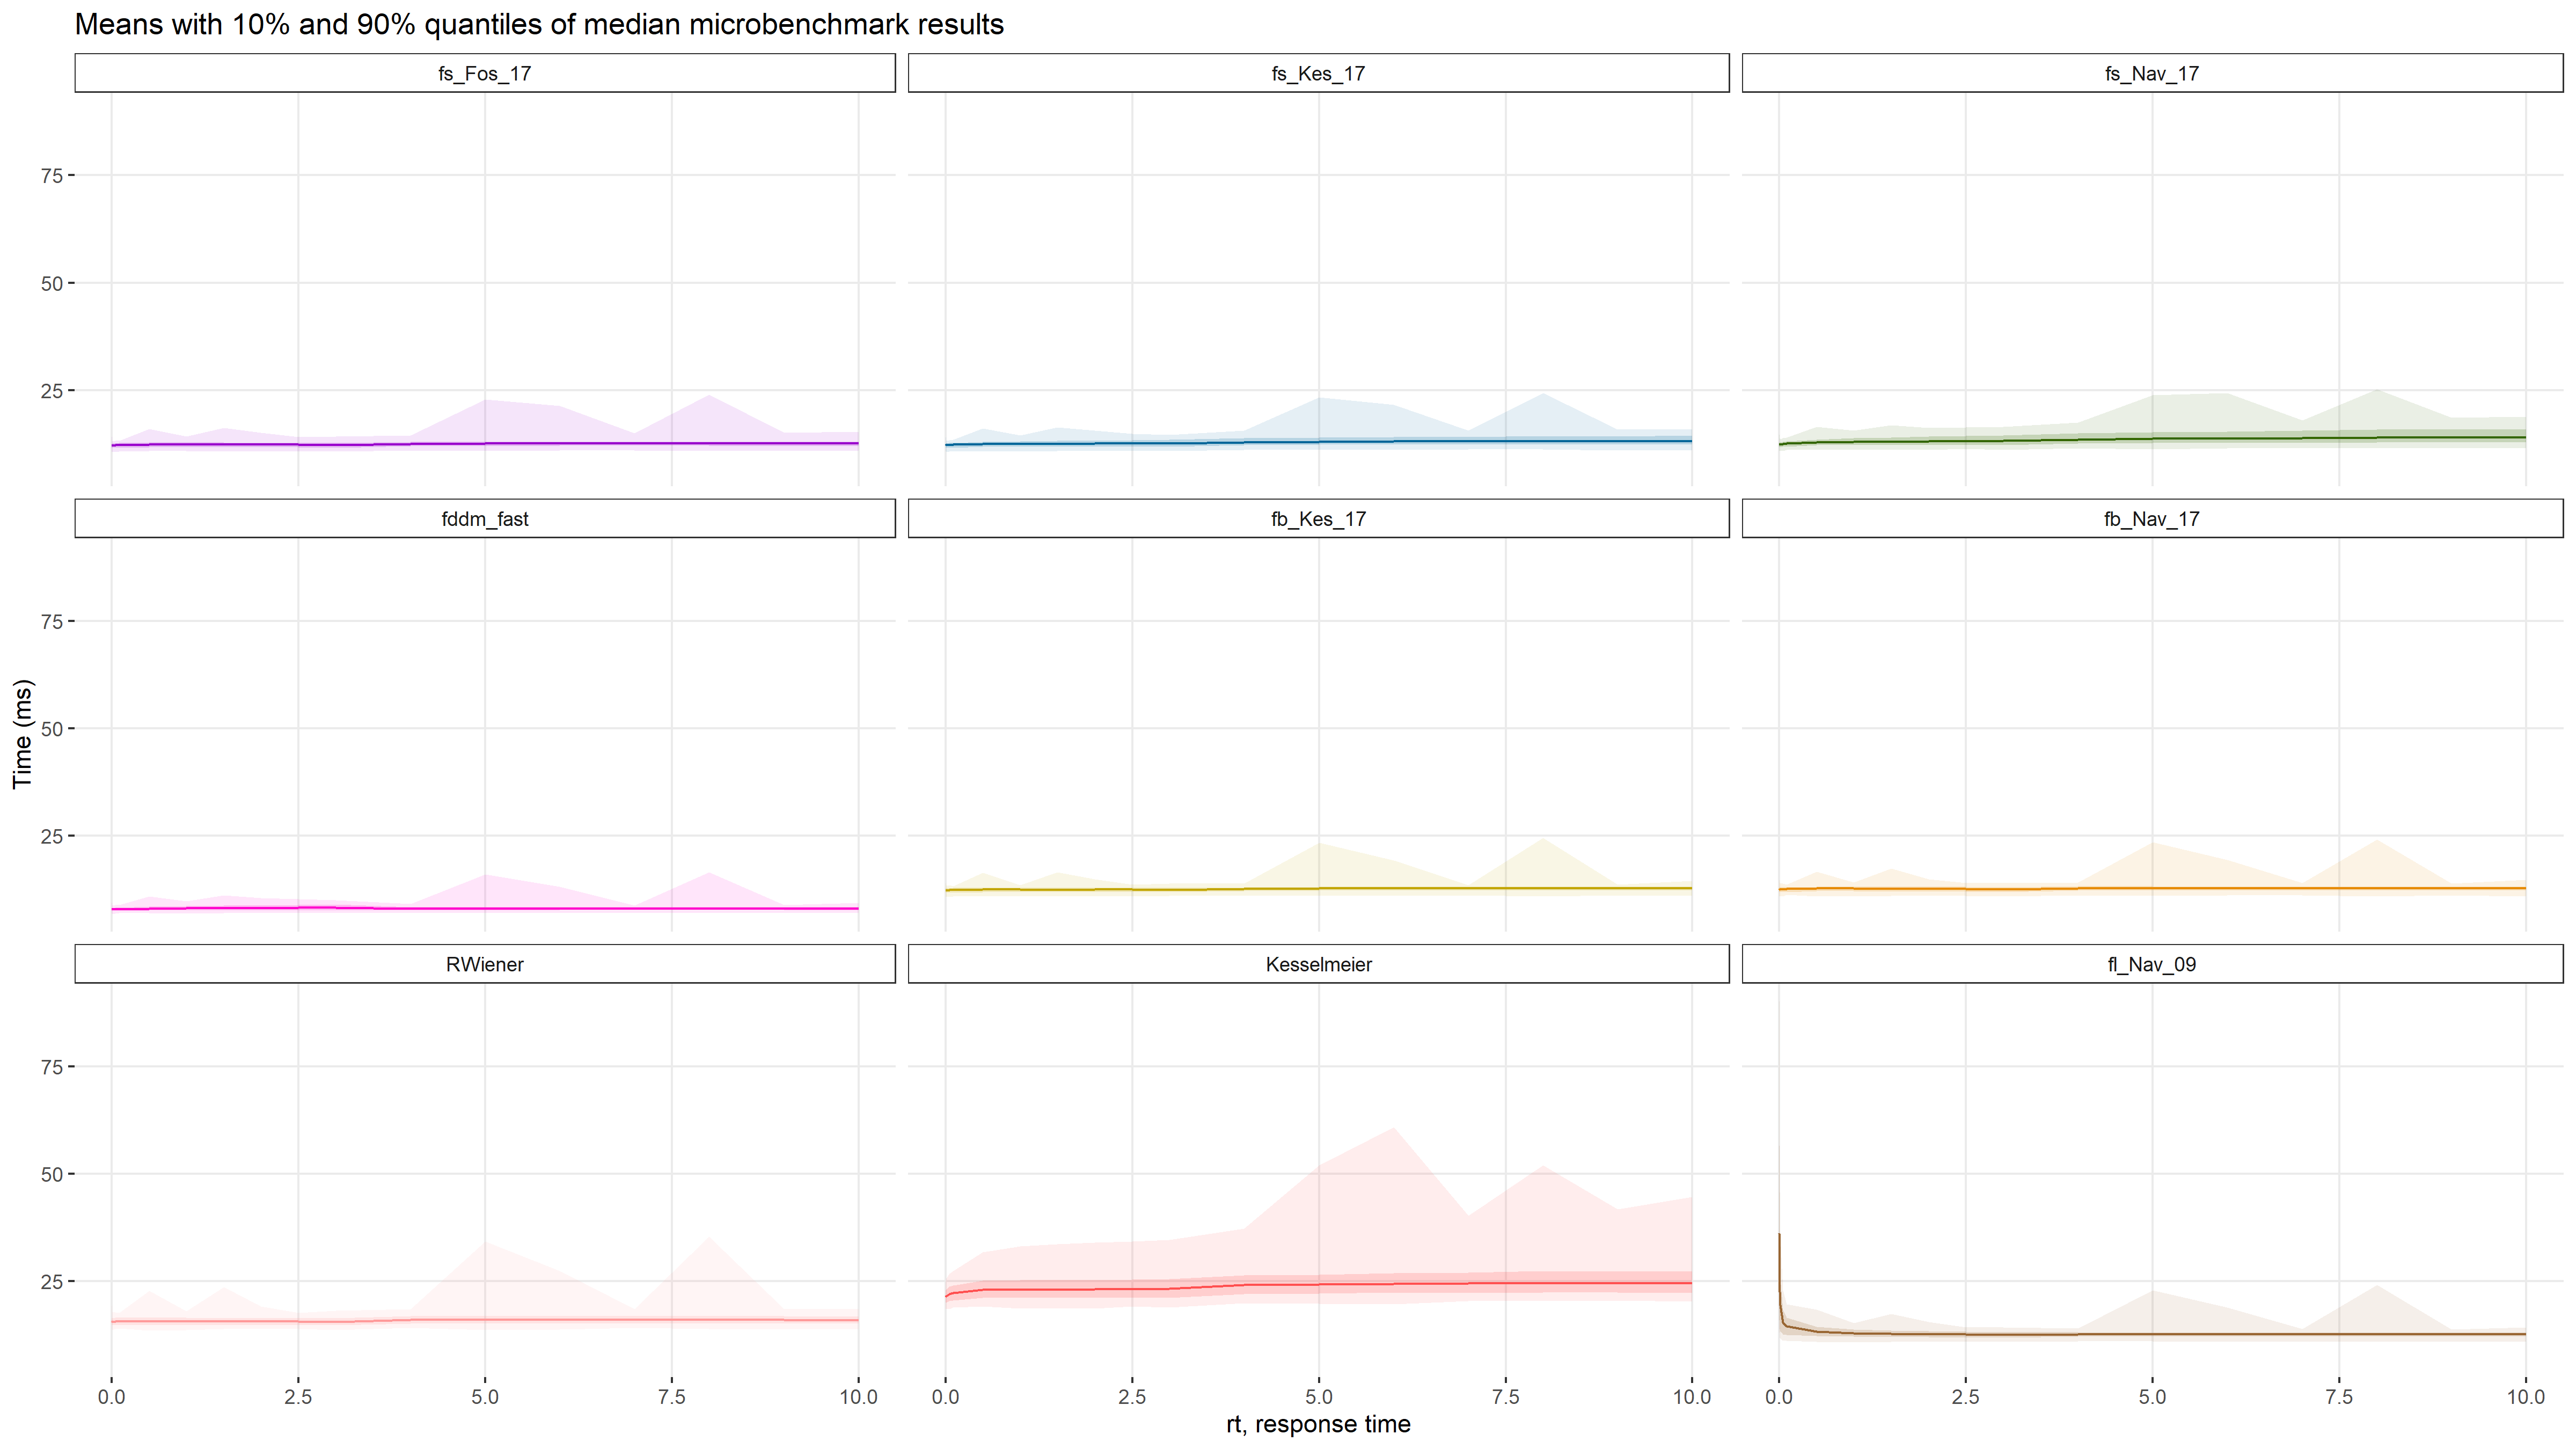 Means with 10% and 90% quantiles of median microbenchmark results
fs_Fos_17
fs_Kes_17
fs_Nav_17
75
50
25
fddm_fast
fb_Kes_17
fb_Nav_17
75
50
25
Time (ms)
RWiener
Kesselmeier
fl_Nav_09
75
50
25
0.0 2.5 5.0 7.5 10.0
0.0 2.5 5.0 7.5 10.0
0.0 2.5 5.0 7.5 10.0
rt, response time